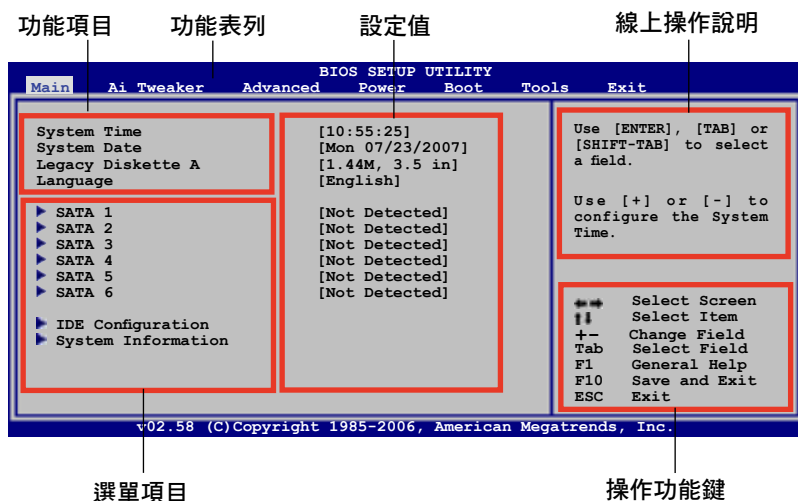 功能項目 功能表列 設定值 線上操作說明
BIOS SETUP UTILITY
Main Ai Tweaker Advanced Power Boot Tools Exit
System Time [10:55:25]
System Date [Mon 07/23/2007]
Legacy Diskette A [1.44M, 3.5 in]
Language [English]
SATA 1 [Not Detected]
SATA 2 [Not Detected]
SATA 3 [Not Detected]
SATA 4 [Not Detected]
SATA 5 [Not Detected]
SATA 6 [Not Detected]
IDE Configuration
System Information
Use [ENTER], [TAB] or
[SHIFT-TAB] to select
a field.
Use [+] or [-] to
configure the System
Time.
Select Screen
Select Item
+- Change Field
Tab Select Field
F1 General Help
F10 Save and Exit
ESC Exit
v02.58 (C)Copyright 1985-2006, American Megatrends, Inc.
選單項目 操作功能鍵